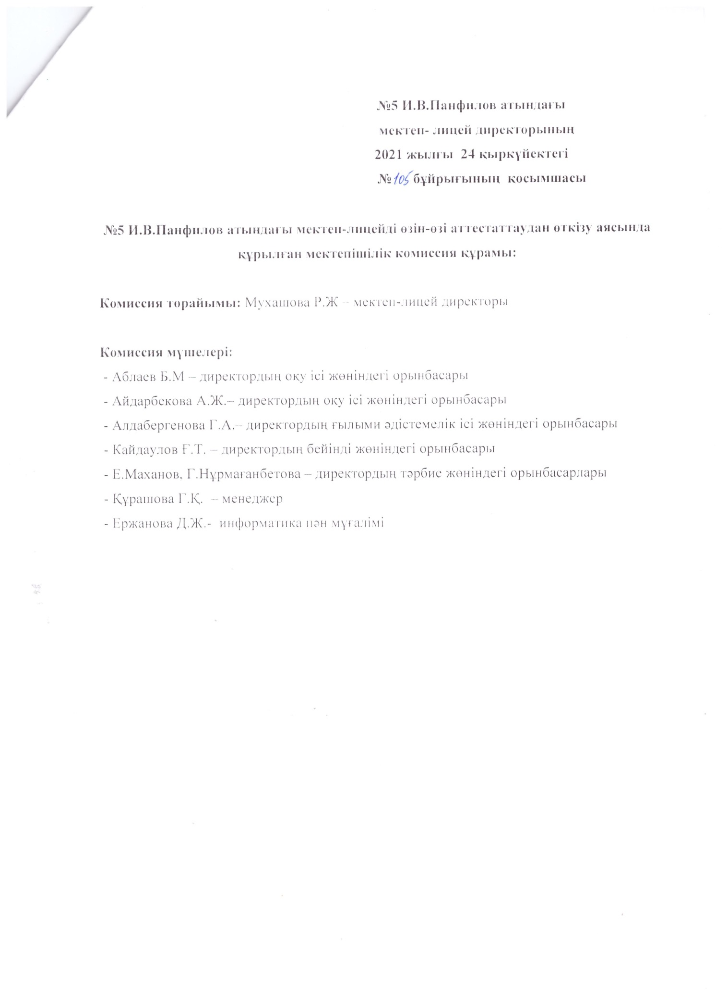 №5 И.В.Панфилов атындағы
мектеп- лицей директорының
2021 жылғы 24 қыркүйектегі
№105 бұйрығының қосымшасы
№5 И.В.Панфилов атындағы мектеп-лицейді өзін-өзі аттестаттаудан өткізу аясында
құрылған мектепішілік комиссия құрамы:
Комиссия төрайымы: Мухашова Р.Ж – мектеп-лицей директоры
Комиссия мүшелері:
- Аблаев Б.М – директордың оқу ісі жөніндегі орынбасары
- Айдарбекова А.Ж.– директордың оқу ісі жөніндегі орынбасары
- Алдабергенова Г.А.– директордың ғылыми әдістемелік ісі жөніндегі орынбасары
- Кайдаулов Ғ.Т. – директордың бейінді жөніндегі орынбасары
- Е.Маханов, Г.Нұрмағанбетова – директордың тәрбие жөніндегі орынбасарлары
- Құрашова Г.Қ. – менеджер
- Ержанова Д.Ж.- информатика пән мұғалімі